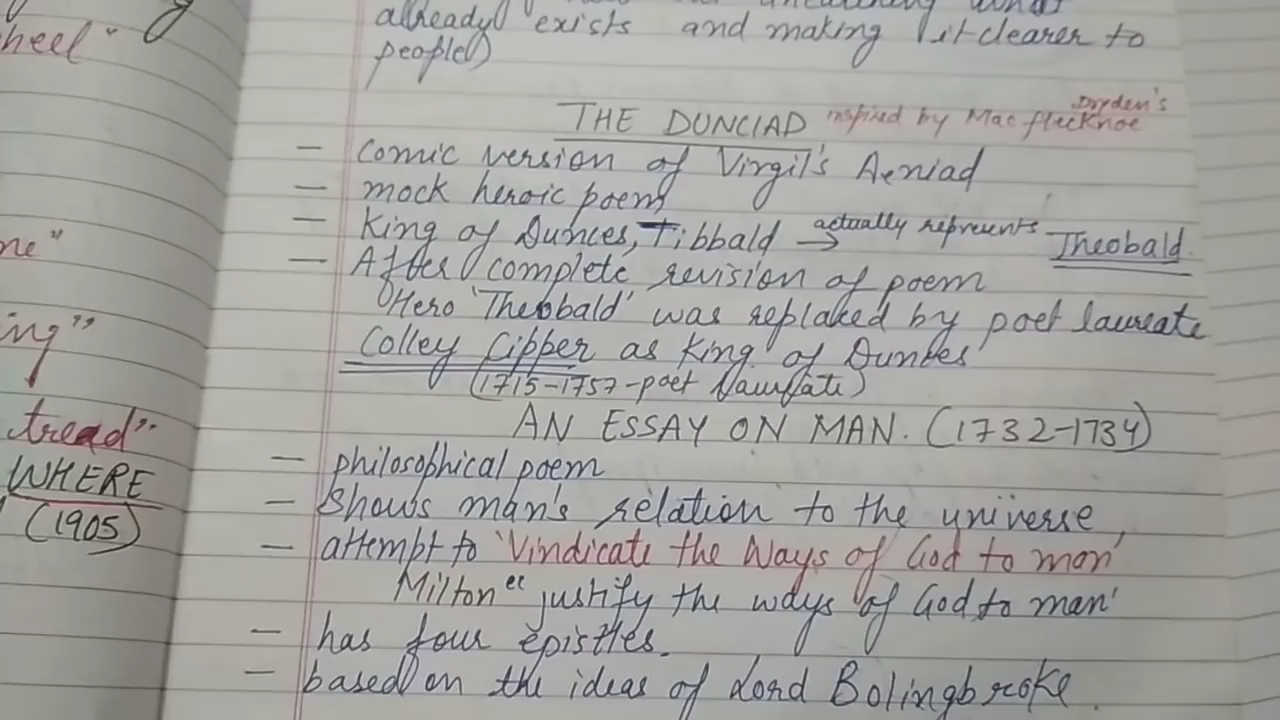 heel"
already exists and making it clearer to
people)
THE DUNCIAD inspired by Dryden's Mac flecknoe
- Comic version of Virgil's Aeniad
- mock heroic poem
- King of Dunces, Tibbald → actually represents Theobald.
- After complete revision of poem
Hero 'Theobald' was replaced by poet laureate
Colley Cipper as King of Dunces
(1715-1757-poet laureate)
AN ESSAY ON MAN. (1732-1734)
- philosophical poem
- Shows man's relation to the universe,
- attempt to 'Vindicate the Ways of God to man'
Milton "justify the ways of God to man'
- has four epistles.
- based on the ideas of Lord Bolingbroke.
ne"
ing"
tread"
WHERE
(1905)